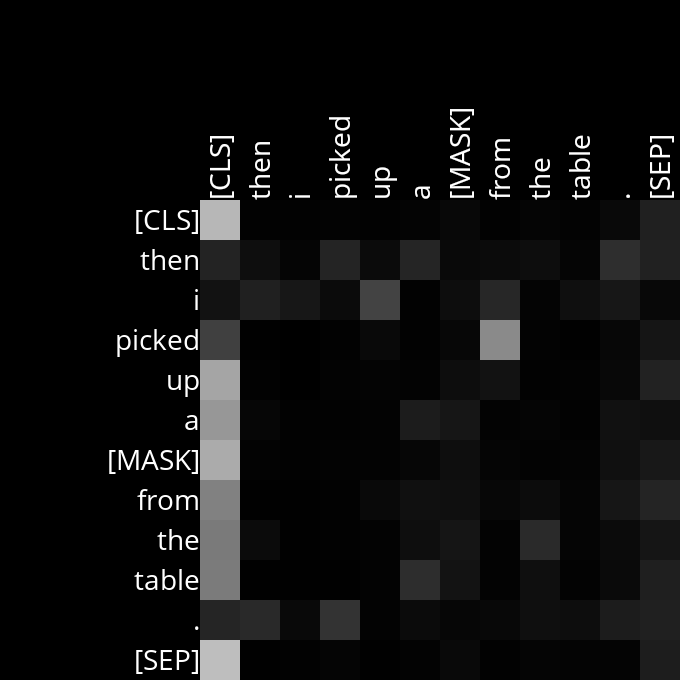 [CLS] then i picked up a [MASK] from the table . [SEP]
[CLS]
then
i
picked
up
a
[MASK]
from
the
table
.
[SEP]